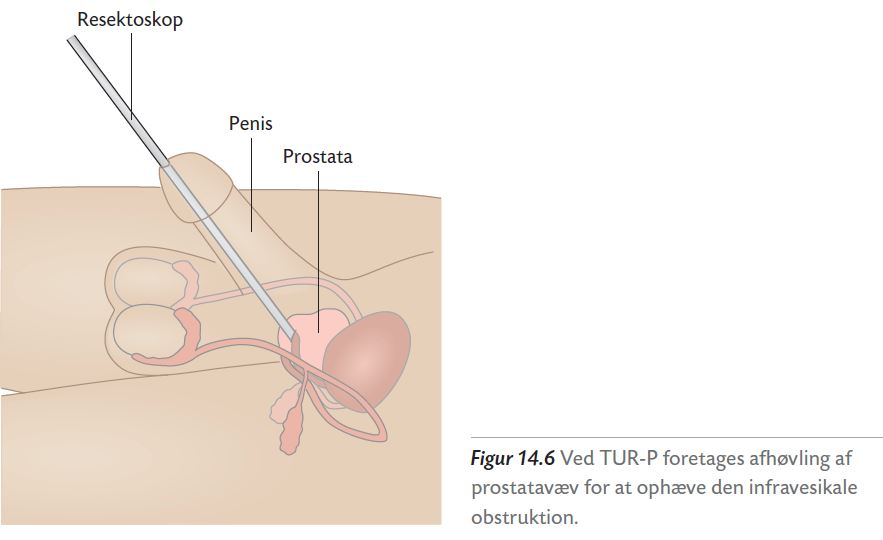 Resektoskop
Penis
Prostata
Figur 14.6 Ved TUR-P foretages afhøvling af
prostatavæv for at ophæve den infravesikale
obstruktion.